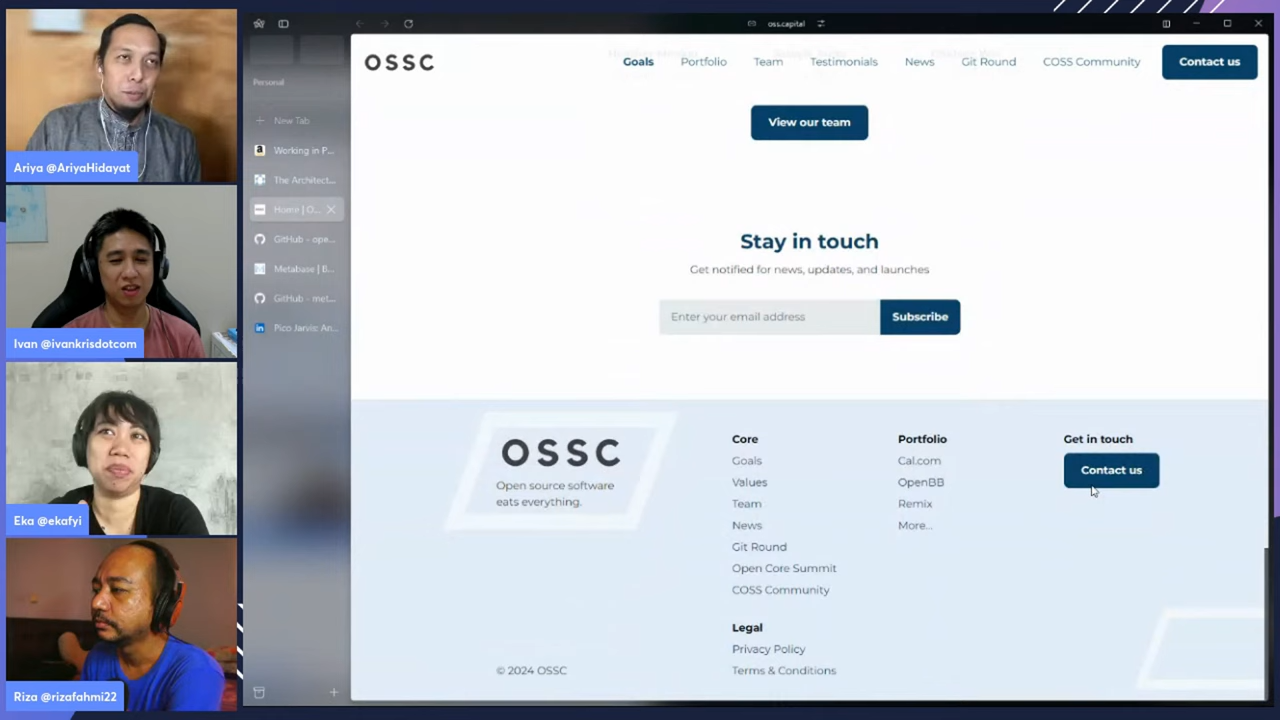 Ariya @AriyaHidayat
Ivan @ivankrisdotcom
Eka @ekafyi
Riza @rizafahmi22
oss.capital
Personal
New Tab
Working in P...
The Architect...
Home | O...
GitHub - ope...
Metabase | B...
GitHub - met...
Pico Jarvis: An...
OSSC
Goals
Portfolio
Team
Testimonials
News
Git Round
COSS Community
Contact us
View our team
Stay in touch
Get notified for news, updates, and launches
Enter your email address
Subscribe
OSSC
Open source software
eats everything.
© 2024 OSSC
Core
Goals
Values
Team
News
Git Round
Open Core Summit
COSS Community
Legal
Privacy Policy
Terms & Conditions
Portfolio
Cal.com
OpenBB
Remix
More...
Get in touch
Contact us